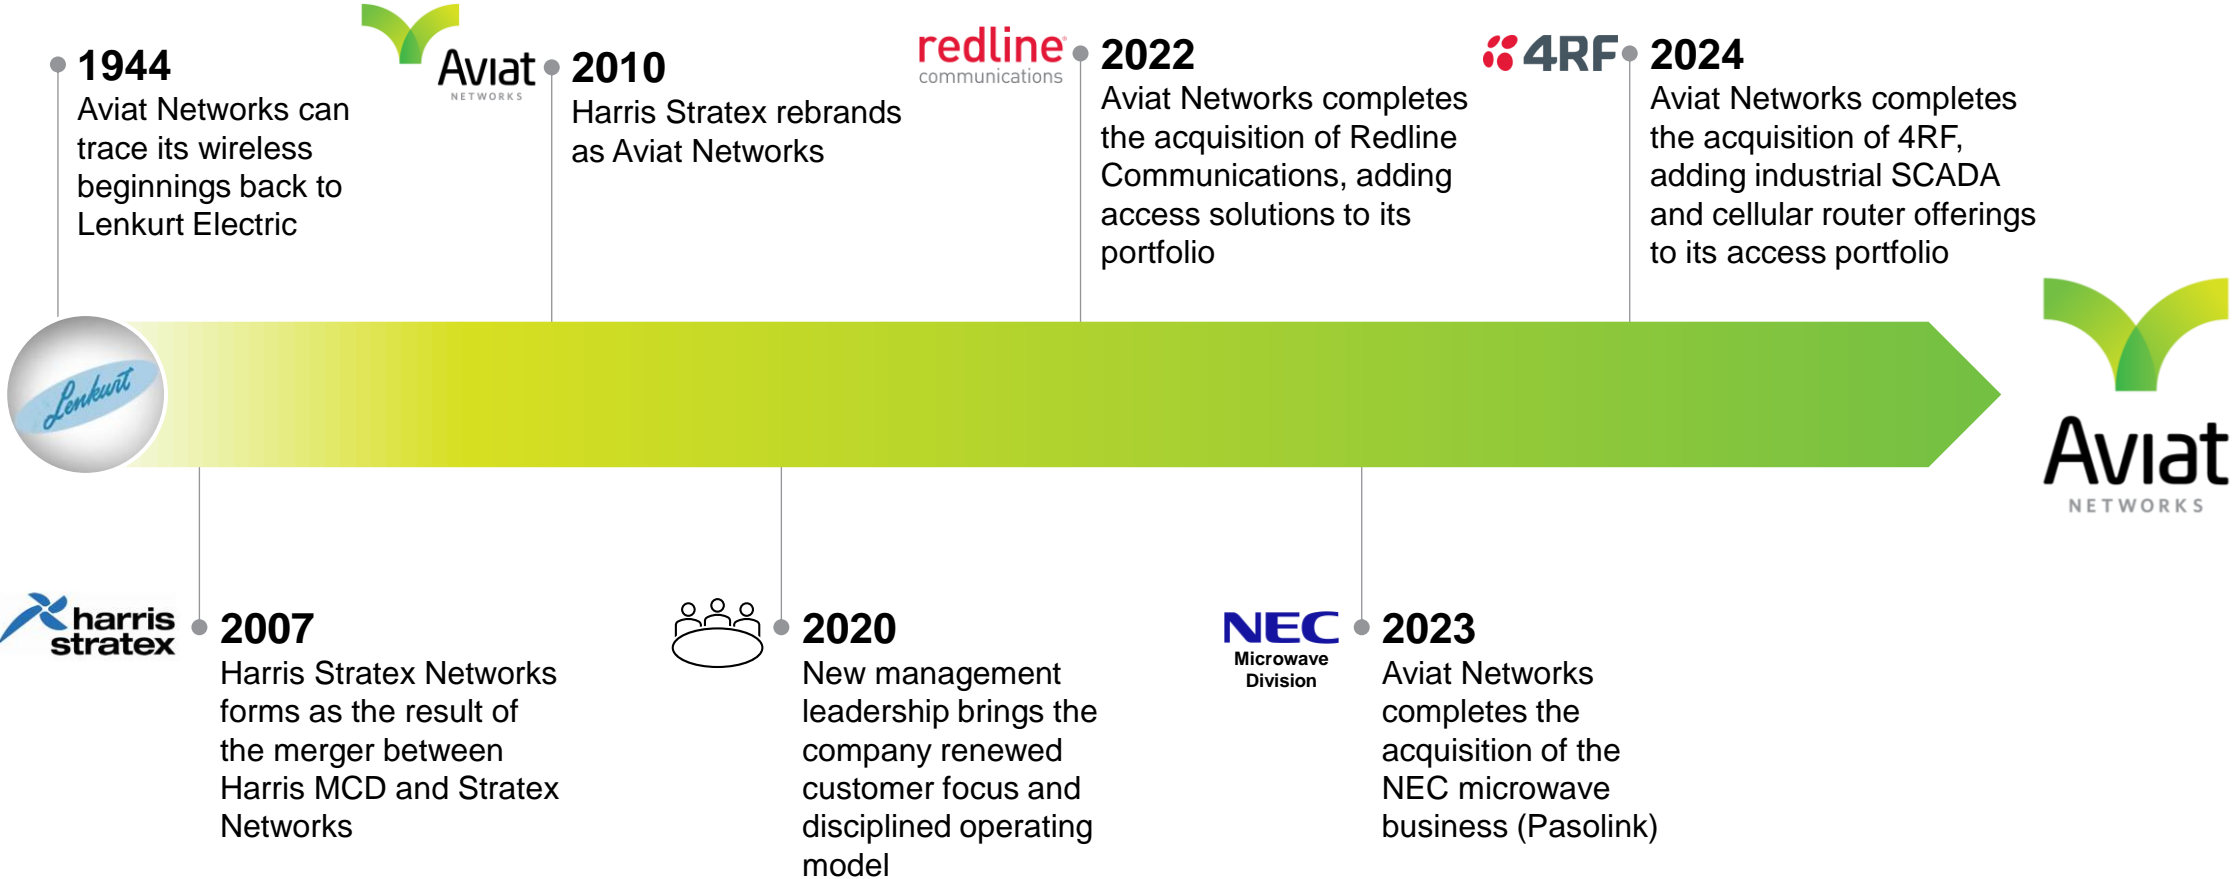 1944
Aviat Networks can
trace its wireless
beginnings back to
Lenkurt Electric
Aviat
NETWORKS
2010
Harris Stratex rebrands
as Aviat Networks
redline
communications
2022
Aviat Networks completes
the acquisition of Redline
Communications, adding
access solutions to its
portfolio
4RF
2024
Aviat Networks completes
the acquisition of 4RF,
adding industrial SCADA
and cellular router offerings
to its access portfolio
Lenkurt
Aviat
NETWORKS
harris
stratex
2007
Harris Stratex Networks
forms as the result of
the merger between
Harris MCD and Stratex
Networks
2020
New management
leadership brings the
company renewed
customer focus and
disciplined operating
model
NEC
Microwave
Division
2023
Aviat Networks
completes the
acquisition of the
NEC microwave
business (Pasolink)